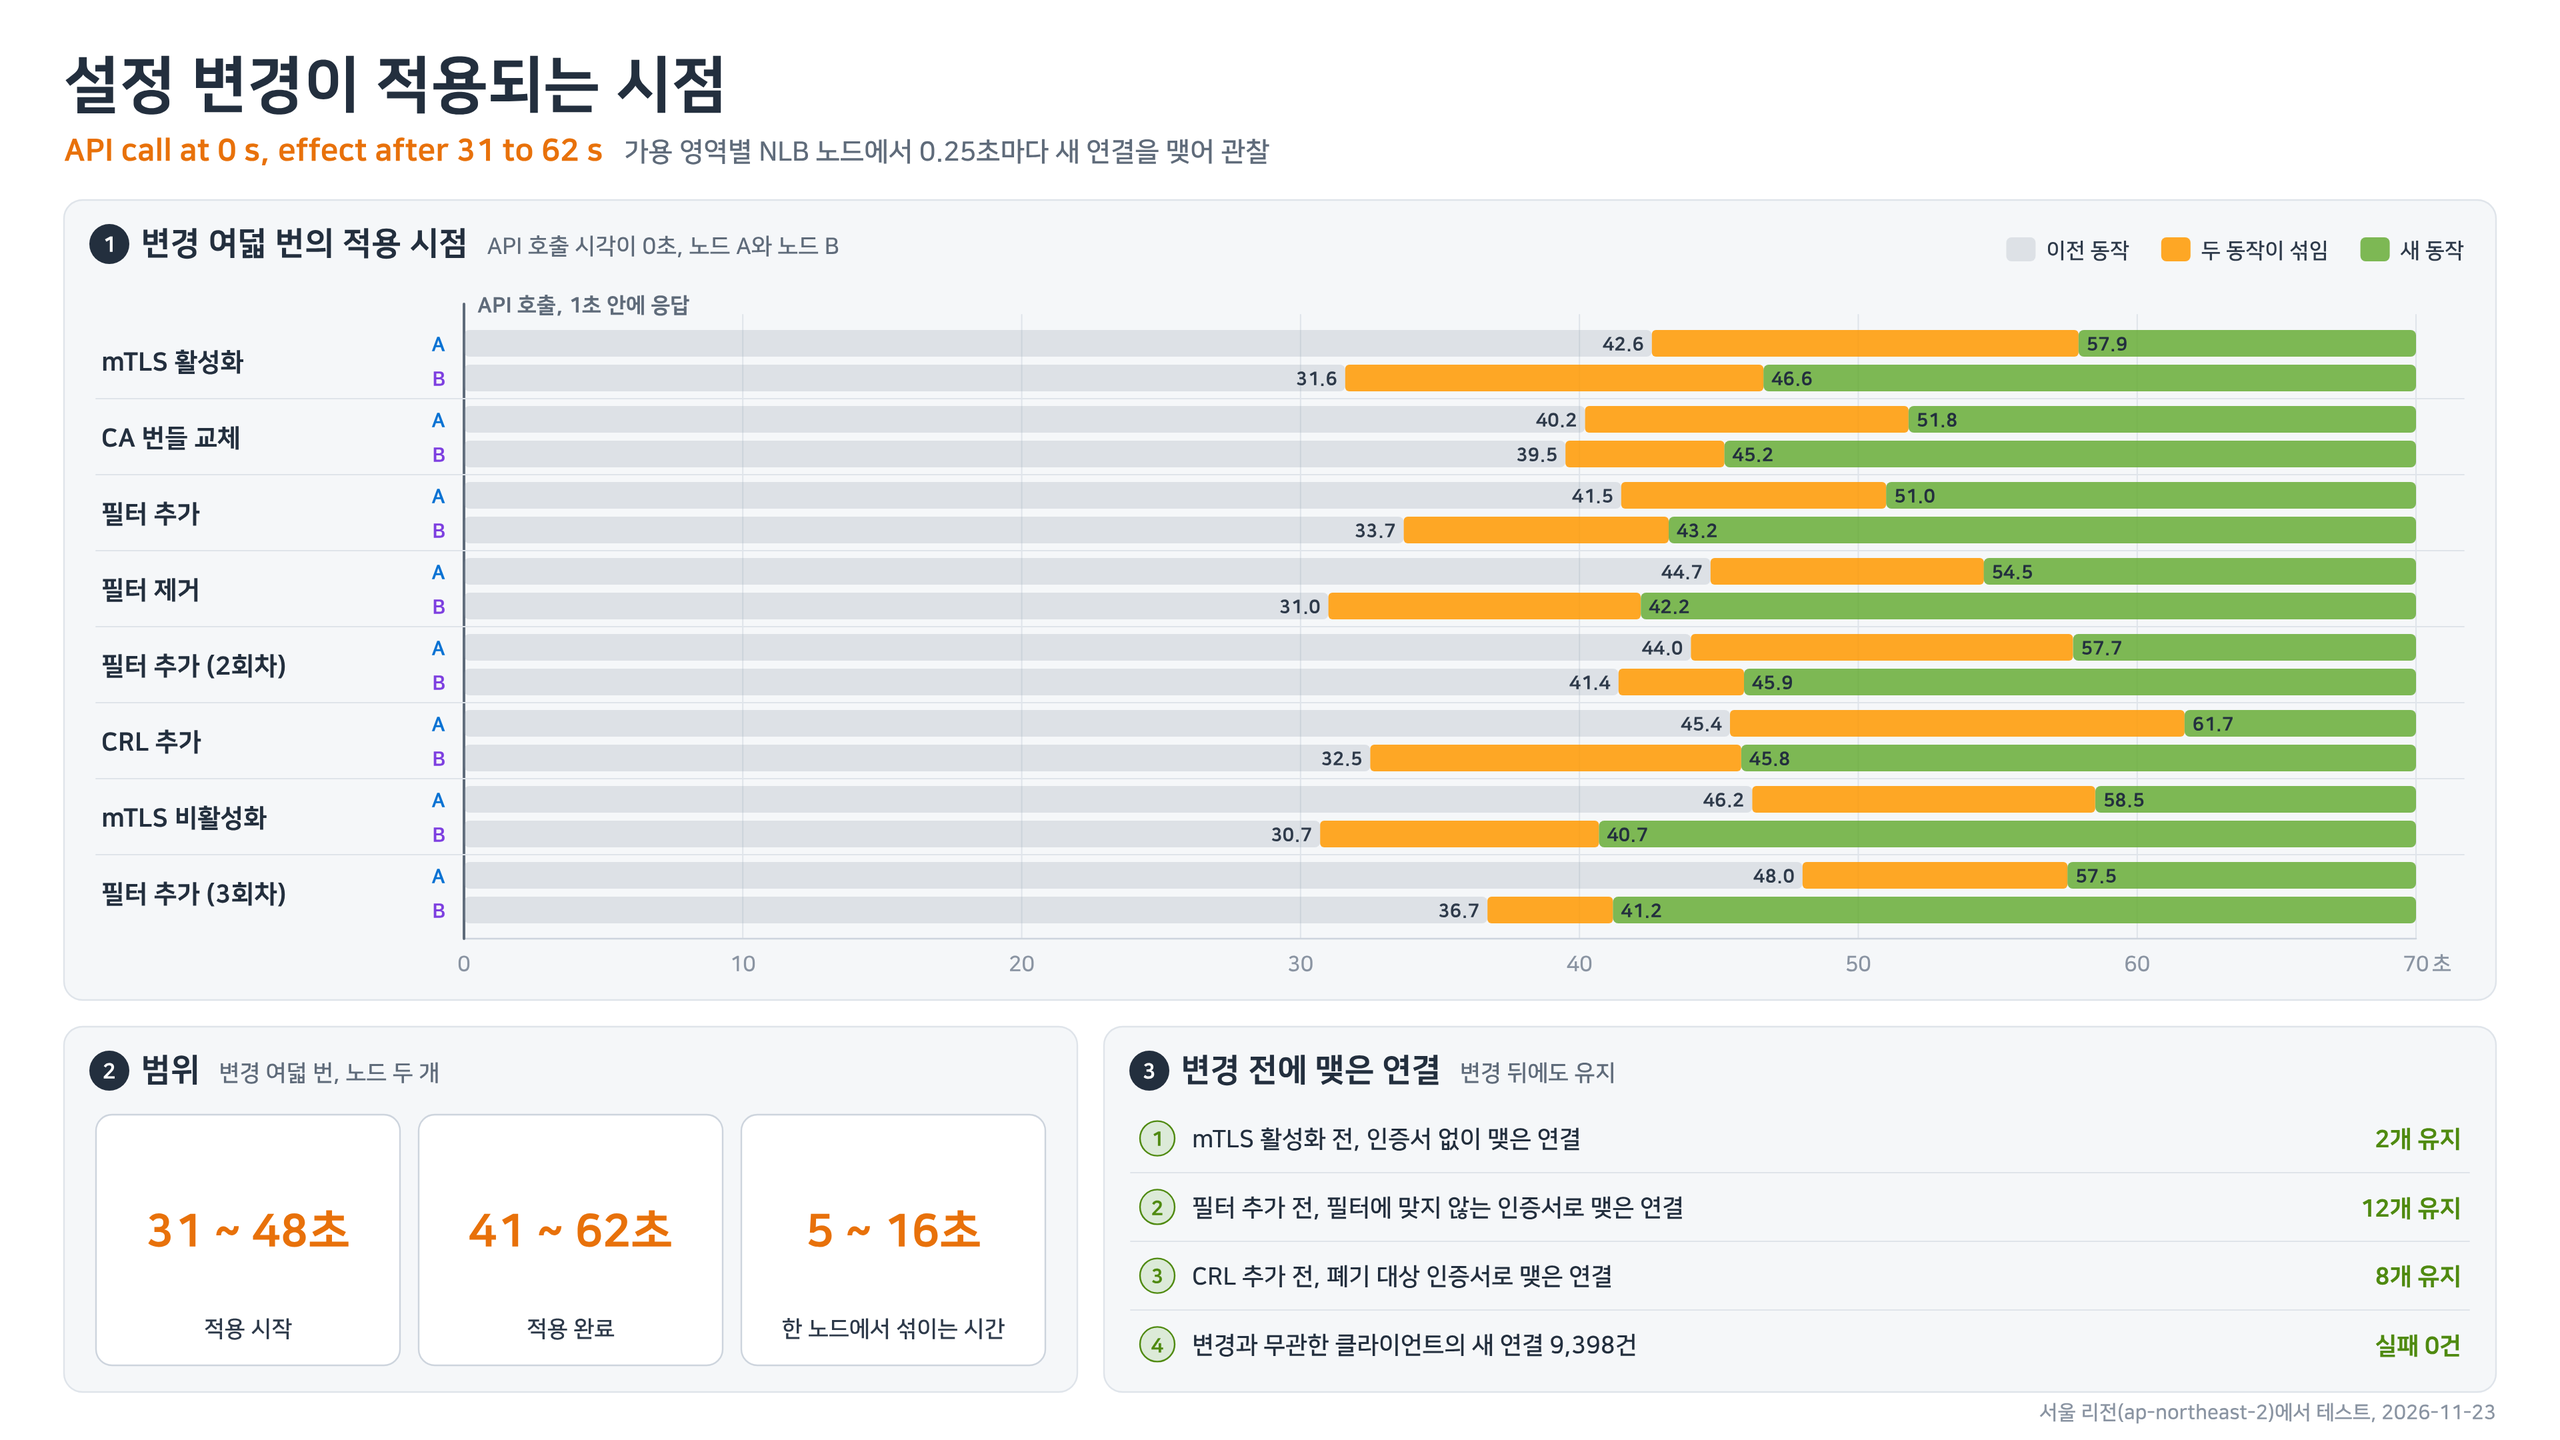 설정 변경이 적용되는 시점
API call at 0 s, effect after 31 to 62 s 가용 영역별 NLB 노드에서 0.25초마다 새 연결을 맺어 관찰
1 변경 여덟 번의 적용 시점 API 호출 시각이 0초, 노드 A와 노드 B
이전 동작 두 동작이 섞임 새 동작
API 호출, 1초 안에 응답
mTLS 활성화
A 42.6 57.9
B 31.6 46.6
CA 번들 교체
A 40.2 51.8
B 39.5 45.2
필터 추가
A 41.5 51.0
B 33.7 43.2
필터 제거
A 44.7 54.5
B 31.0 42.2
필터 추가 (2회차)
A 44.0 57.7
B 41.4 45.9
CRL 추가
A 45.4 61.7
B 32.5 45.8
mTLS 비활성화
A 46.2 58.5
B 30.7 40.7
필터 추가 (3회차)
A 48.0 57.5
B 36.7 41.2
0 10 20 30 40 50 60 70초
2 범위 변경 여덟 번, 노드 두 개
31 ~ 48초
적용 시작
41 ~ 62초
적용 완료
5 ~ 16초
한 노드에서 섞이는 시간
3 변경 전에 맺은 연결 변경 뒤에도 유지
1 mTLS 활성화 전, 인증서 없이 맺은 연결 2개 유지
2 필터 추가 전, 필터에 맞지 않는 인증서로 맺은 연결 12개 유지
3 CRL 추가 전, 폐기 대상 인증서로 맺은 연결 8개 유지
4 변경과 무관한 클라이언트의 새 연결 9,398건 실패 0건
서울 리전(ap-northeast-2)에서 테스트, 2026-11-23